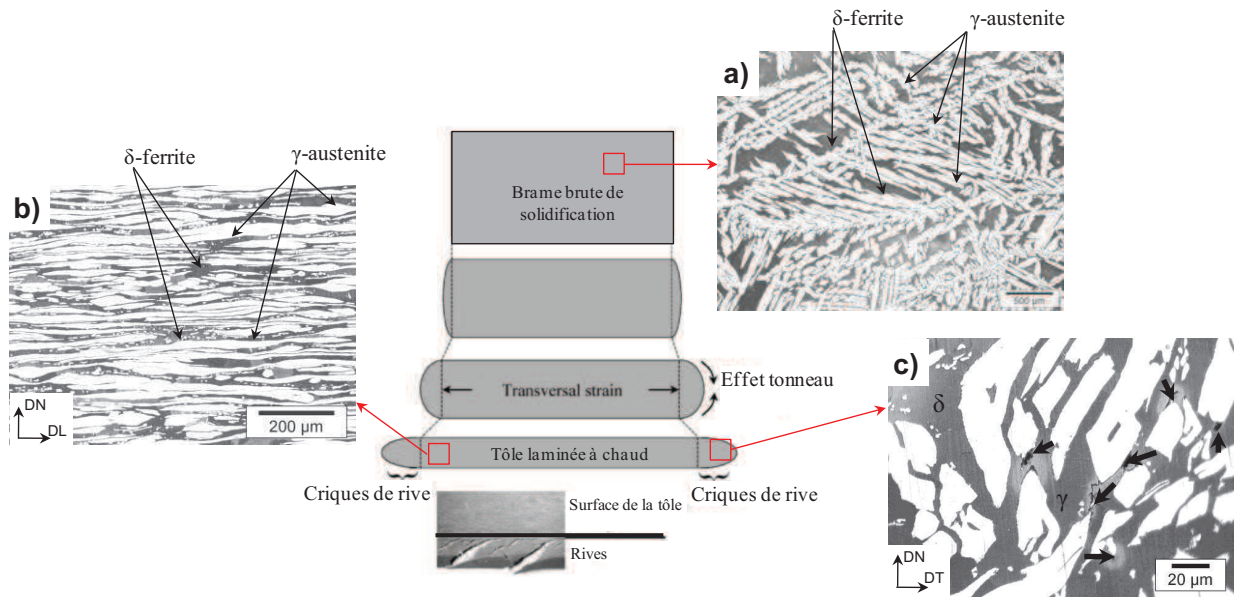 δ-ferrite
γ-austenite
a)
500 µm
δ-ferrite
γ-austenite
b)
DN
DL
200 µm
Brame brute de
solidification
Transversal strain
Effet tonneau
Tôle laminée à chaud
Criques de rive
Criques de rive
Surface de la tôle
Rives
c)
δ
γ
DN
DT
20 µm